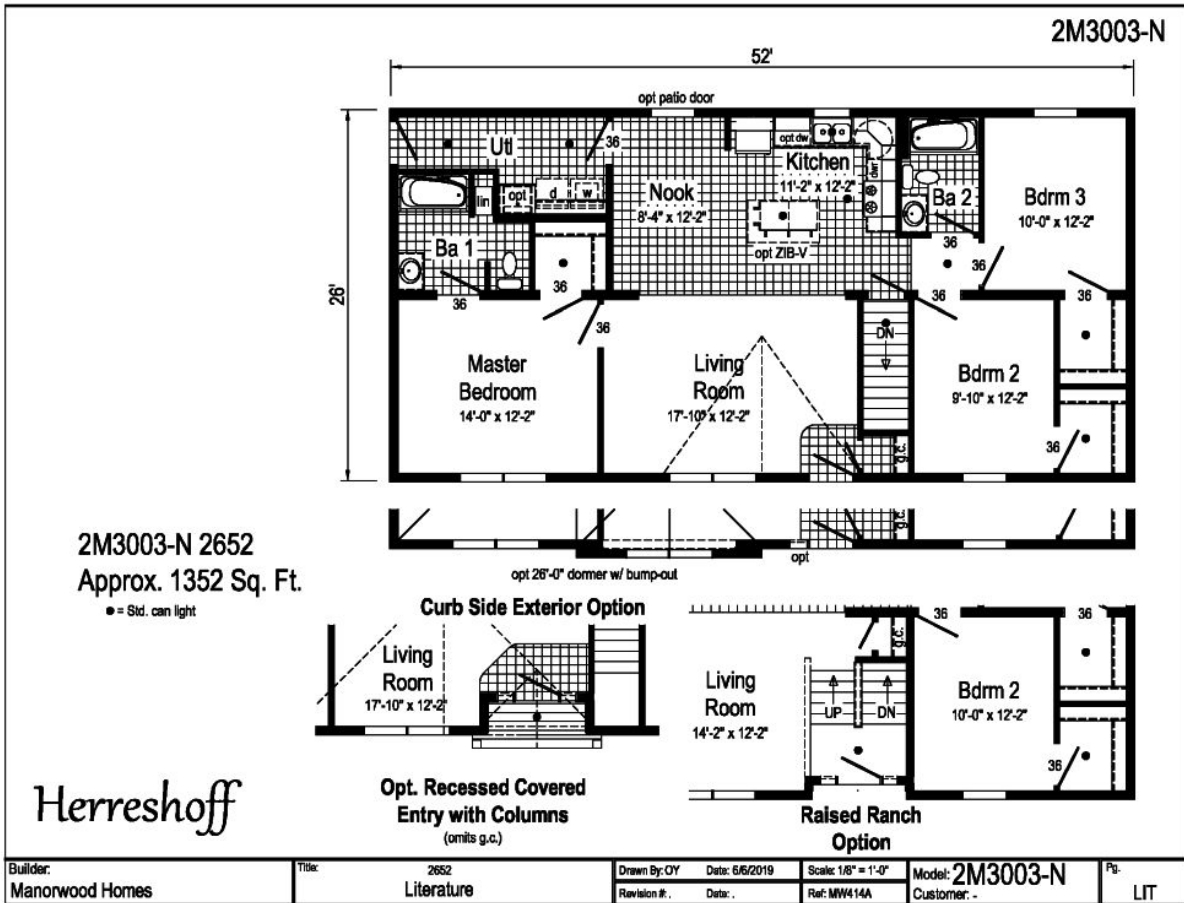 2M3003-N
52'
opt patio door
26'
Utl
36
36
opt dw
Kitchen
11'-2" x 12'-2"
dwr
Nook
8'-4" x 12'-2"
opt ZIB-V
lin
opt
d
w
Ba 1
36
36
36
Ba 2
36
36
36
36
Bdrm 3
10'-0" x 12'-2"
Master
Bedroom
14'-0" x 12'-2"
Living
Room
17'-10" x 12'-2"
DN
Bdrm 2
9'-10" x 12'-2"
36
g.c.
g.c.
opt
opt 26'-0" dormer w/ bump-out
Curb Side Exterior Option
2M3003-N 2652
Approx. 1352 Sq. Ft.
● = Std. can light
Living
Room
17'-10" x 12'-2"
Opt. Recessed Covered
Entry with Columns
(omits g.c.)
Living
Room
14'-2" x 12'-2"
UP
DN
g.c.
36
36
Bdrm 2
10'-0" x 12'-2"
36
Raised Ranch
Option
Herreshoff
Builder:
Manorwood Homes
Title:
2652
Literature
Drawn By: OY
Date: 6/6/2019
Revision #: .
Date: .
Scale: 1/8" = 1'-0"
Ref: MW414A
Model: 2M3003-N
Customer: -
Pg.
LIT